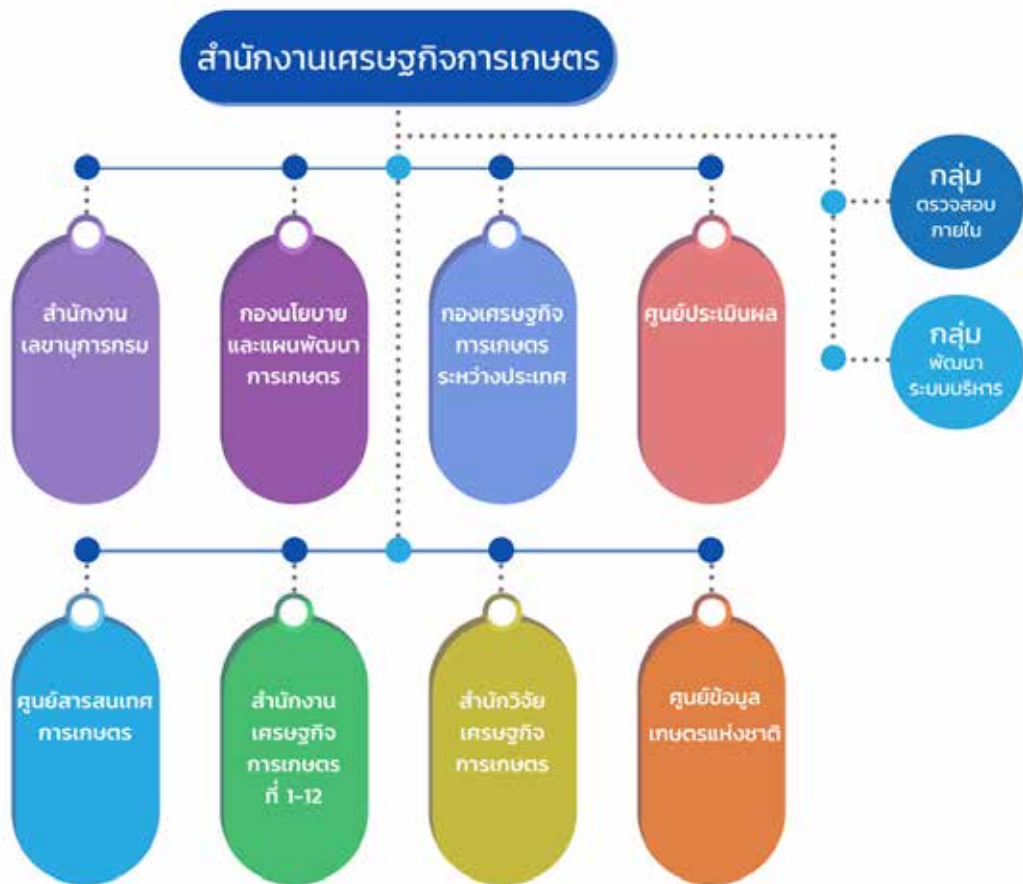 สำนักงานเศรษฐกิจการเกษตร
กลุ่ม
ตรวจสอบ
ภายใน
กลุ่ม
พัฒนา
ระบบบริหาร
สำนักงาน
เลขานุการกรม
กองนโยบาย
และแผนพัฒนา
การเกษตร
กองเศรษฐกิจ
การเกษตร
ระหว่างประเทศ
ศูนย์ประเมินผล
ศูนย์สารสนเทศ
การเกษตร
สำนักงาน
เศรษฐกิจ
การเกษตร
ที่ 1-12
สำนักวิจัย
เศรษฐกิจ
การเกษตร
ศูนย์ข้อมูล
เกษตรแห่งชาติ